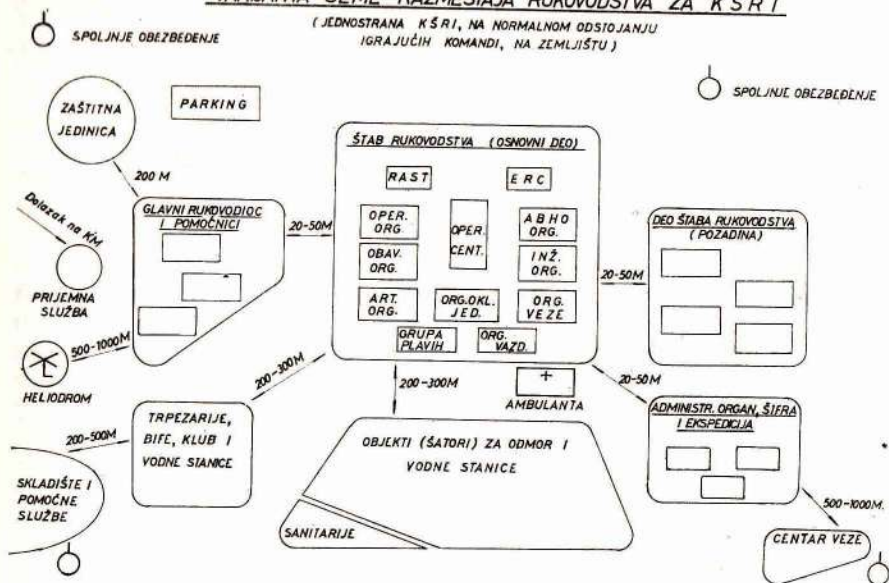 ŠEME RAZMEŠTAJA RUKOVODSTVA ZA KŠRI
(JEDNOSTRANA KŠRI, NA NORMALNOM ODSTOJANJU
IGRAJUĆIH KOMANDI, NA ZEMLJIŠTU)
SPOLJNJE OBEZBEĐENJE
SPOLJNJE OBEZBEĐENJE
ZAŠTITNA
JEDINICA
PARKING
200 M
Dolazak na KM
PRIJEMNA
SLUŽBA
GLAVNI RUKOVODIOC
I POMOĆNICI
20-50M
500-1000M
HELIODROM
ŠTAB RUKOVODSTVA (OSNOVNI DEO)
RAST
ERC
OPER.
ORG.
OPER.
CENT.
ABHO
ORG.
OBAV.
ORG.
INŽ.
ORG.
ART.
ORG.
ORG.OKL.
JED.
ORG.
VEZE
GRUPA
PLAVIH
ORG.
VAZD.
20-50M
DEO ŠTABA RUKOVODSTVA
(POZADINA)
200-300M
200-300M
AMBULANTA
20-50M
ADMINISTR. ORGAN, ŠIFRA
I EKSPEDICIJA
200-500M
TRPEZARIJE,
BIFE, KLUB I
VODNE STANICE
OBJEKTI (ŠATORI) ZA ODMOR I
VODNE STANICE
SANITARIJE
SKLADIŠTE I
POMOĆNE
SLUŽBE
500-1000M.
CENTAR VEZE